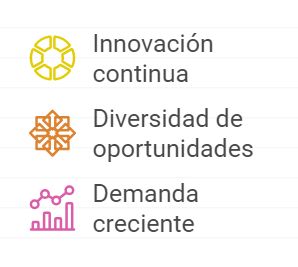 Innovación
continua
Diversidad de
oportunidades
Demanda
creciente